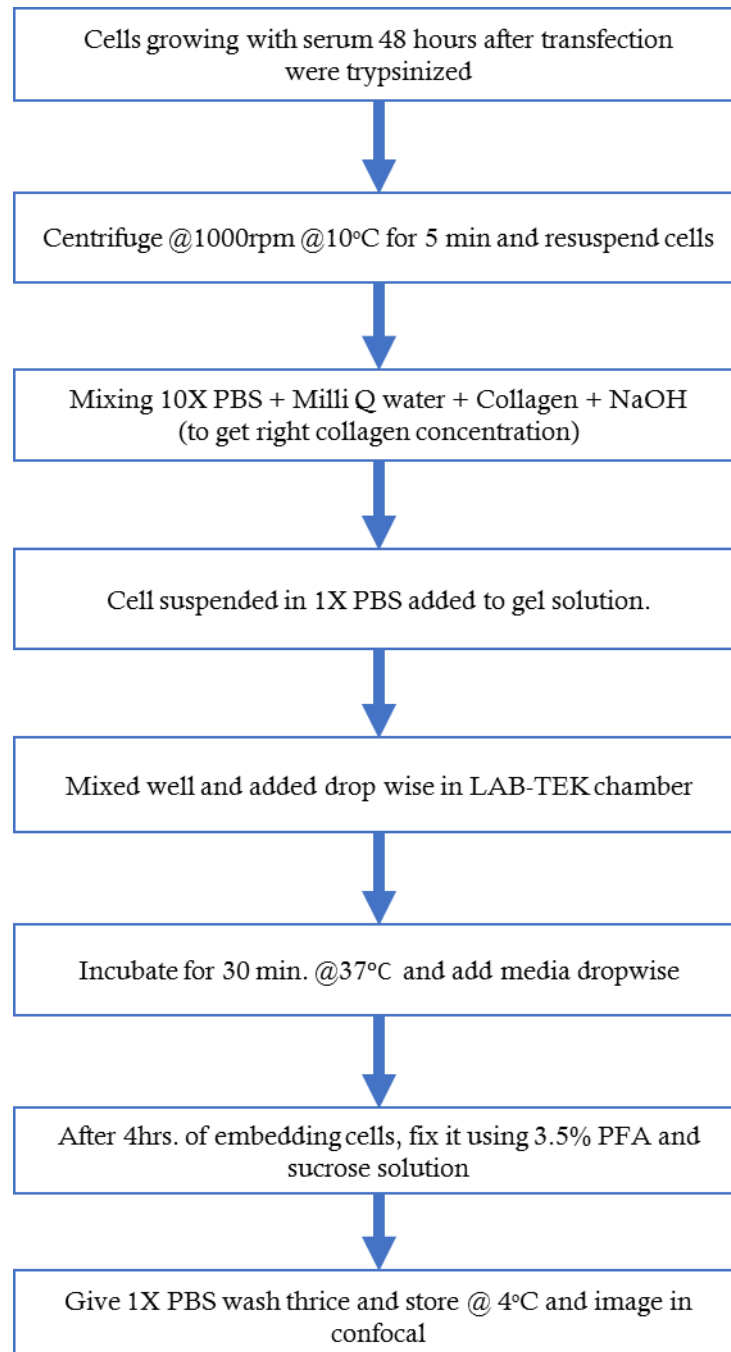 Cells growing with serum 48 hours after transfection
were trypsinized
Centrifuge @1000rpm @10°C for 5 min and resuspend cells
Mixing 10X PBS + Milli Q water + Collagen + NaOH
(to get right collagen concentration)
Cell suspended in 1X PBS added to gel solution.
Mixed well and added drop wise in LAB-TEK chamber
Incubate for 30 min. @37°C and add media dropwise
After 4hrs. of embedding cells, fix it using 3.5% PFA and
sucrose solution
Give 1X PBS wash thrice and store @ 4°C and image in
confocal